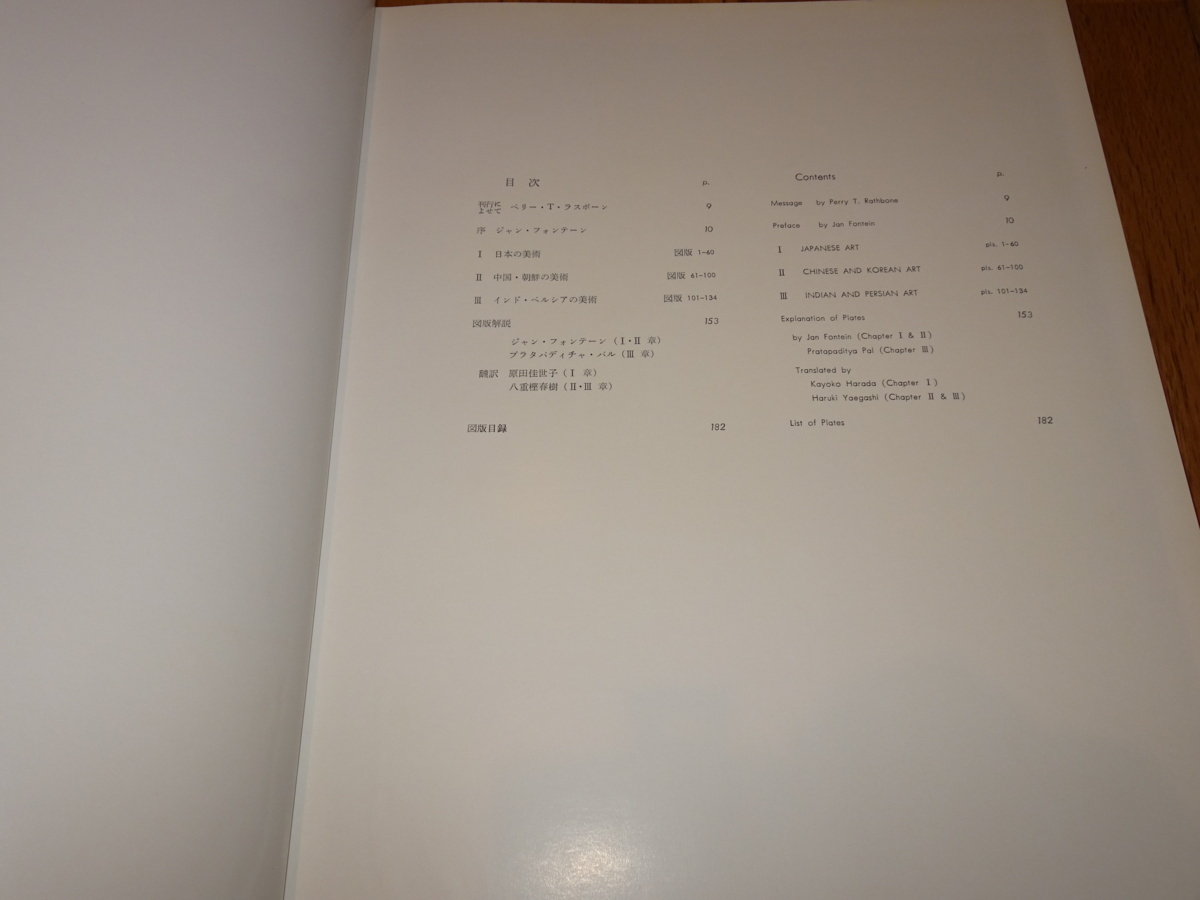 目 次 p.
刊行によせて ペリー・T・ラスボーン 9
序 ジャン・フォンテーン 10
Ⅰ 日本の美術 図版 1-60
Ⅱ 中国・朝鮮の美術 図版 61-100
Ⅲ インド・ペルシアの美術 図版 101-134
図版解説 153
ジャン・フォンテーン（Ⅰ・Ⅱ 章）
プラタパディチャ・パル（Ⅲ 章）
翻訳 原田佳世子（Ⅰ 章）
八重樫春樹（Ⅱ・Ⅲ 章）
図版目録 182
Contents p.
Message by Perry T. Rathbone 9
Preface by Jan Fontein 10
Ⅰ JAPANESE ART pls. 1-60
Ⅱ CHINESE AND KOREAN ART pls. 61-100
Ⅲ INDIAN AND PERSIAN ART pls. 101-134
Explanation of Plates 153
by Jan Fontein (Chapter Ⅰ & Ⅱ)
Pratapaditya Pal (Chapter Ⅲ)
Translated by
Kayoko Harada (Chapter Ⅰ)
Haruki Yaegashi (Chapter Ⅱ & Ⅲ)
List of Plates 182